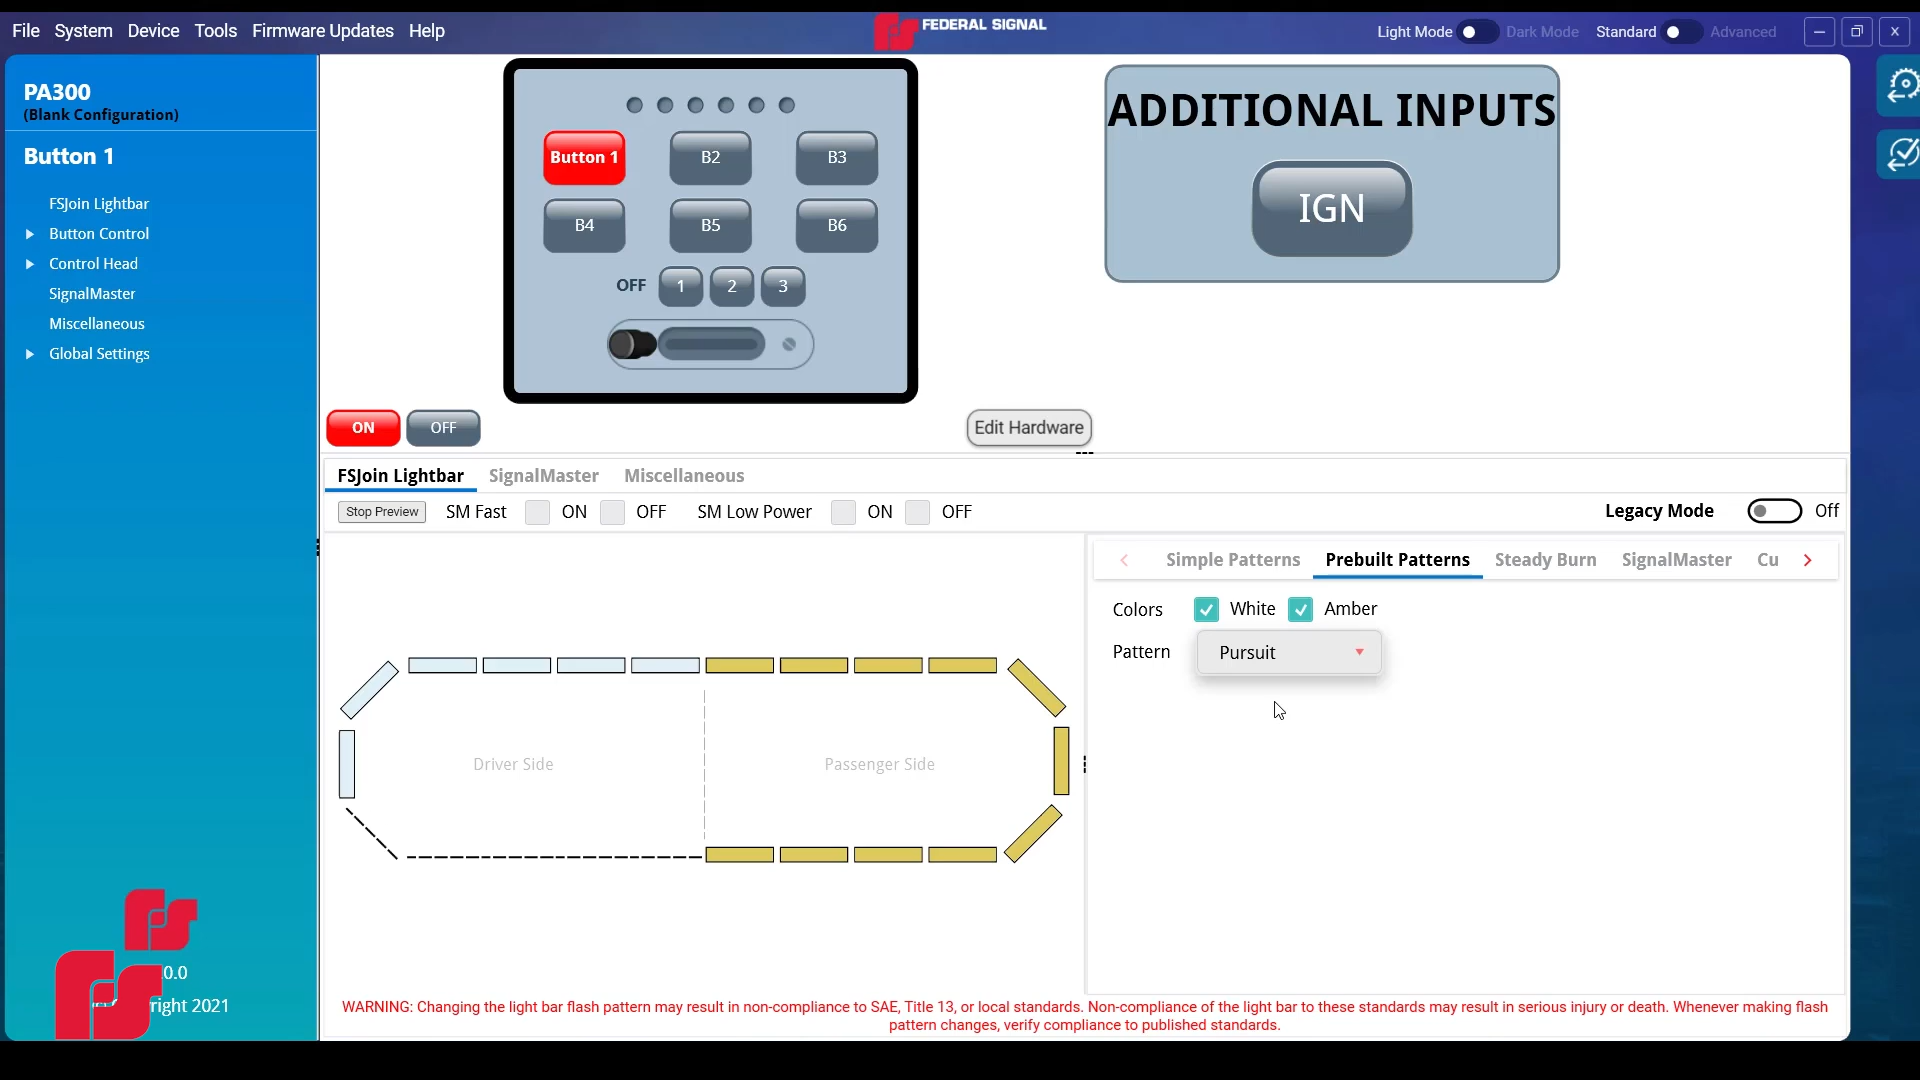 File System Device Tools Firmware Updates Help
FEDERAL SIGNAL
Light Mode Dark Mode Standard Advanced
PA300
(Blank Configuration)
Button 1
FSJoin Lightbar
Button Control
Control Head
SignalMaster
Miscellaneous
Global Settings
Button 1 B2 B3
B4 B5 B6
OFF 1 2 3
ADDITIONAL INPUTS
IGN
ON OFF
Edit Hardware
FSJoin Lightbar SignalMaster Miscellaneous
Stop Preview SM Fast ON OFF SM Low Power ON OFF
Legacy Mode Off
Simple Patterns Prebuilt Patterns Steady Burn SignalMaster Cu
Colors White Amber
Pattern Pursuit
Driver Side Passenger Side
.0.0
right 2021
WARNING: Changing the light bar flash pattern may result in non-compliance to SAE, Title 13, or local standards. Non-compliance of the light bar to these standards may result in serious injury or death. Whenever making flash
pattern changes, verify compliance to published standards.